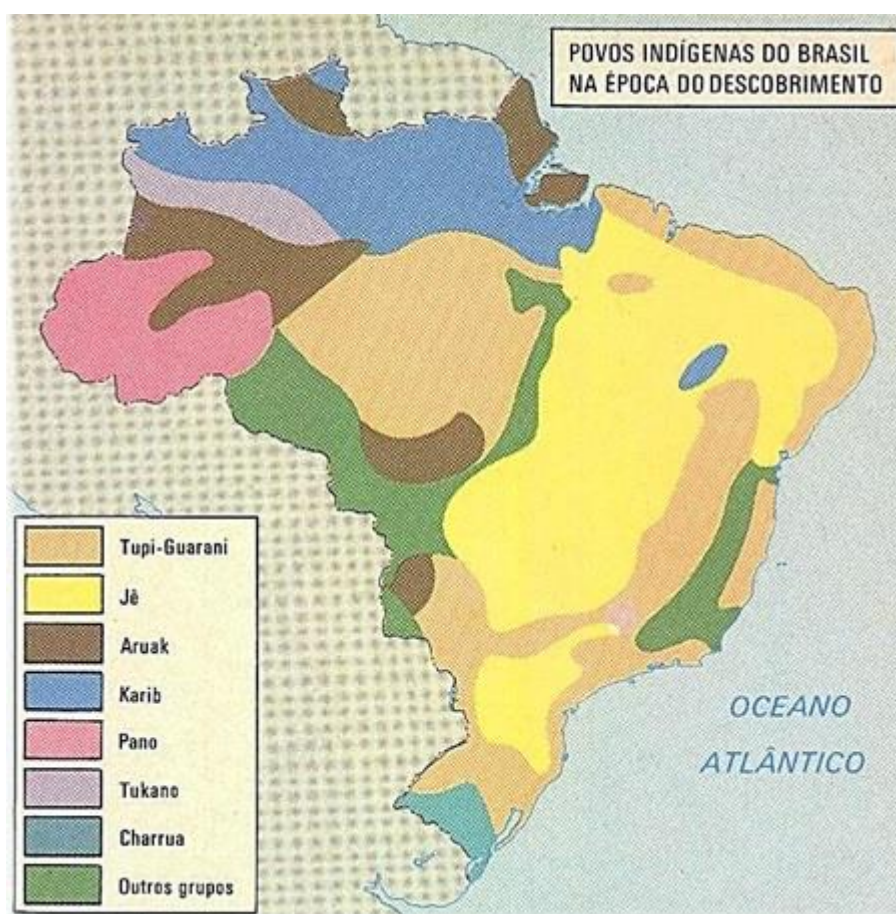 POVOS INDÍGENAS DO BRASIL
NA ÉPOCA DO DESCOBRIMENTO
Tupi-Guarani
Jê
Aruak
Karib
Pano
Tukano
Charrua
Outros grupos
OCEANO
ATLÂNTICO